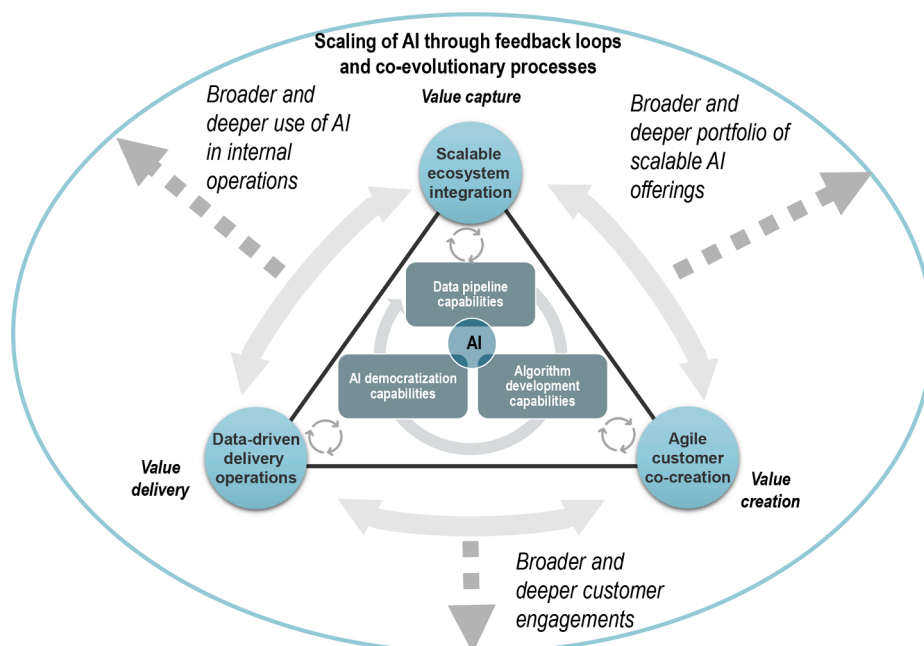 Scaling of AI through feedback loops
and co-evolutionary processes
Value capture
Broader and
deeper use of AI
in internal
operations
Broader and
deeper portfolio of
scalable AI
offerings
Scalable
ecosystem
integration
Data pipeline
capabilities
AI
AI democratization
capabilities
Algorithm
development
capabilities
Data-driven
delivery
operations
Value
delivery
Agile
customer
co-creation
Value
creation
Broader and
deeper customer
engagements